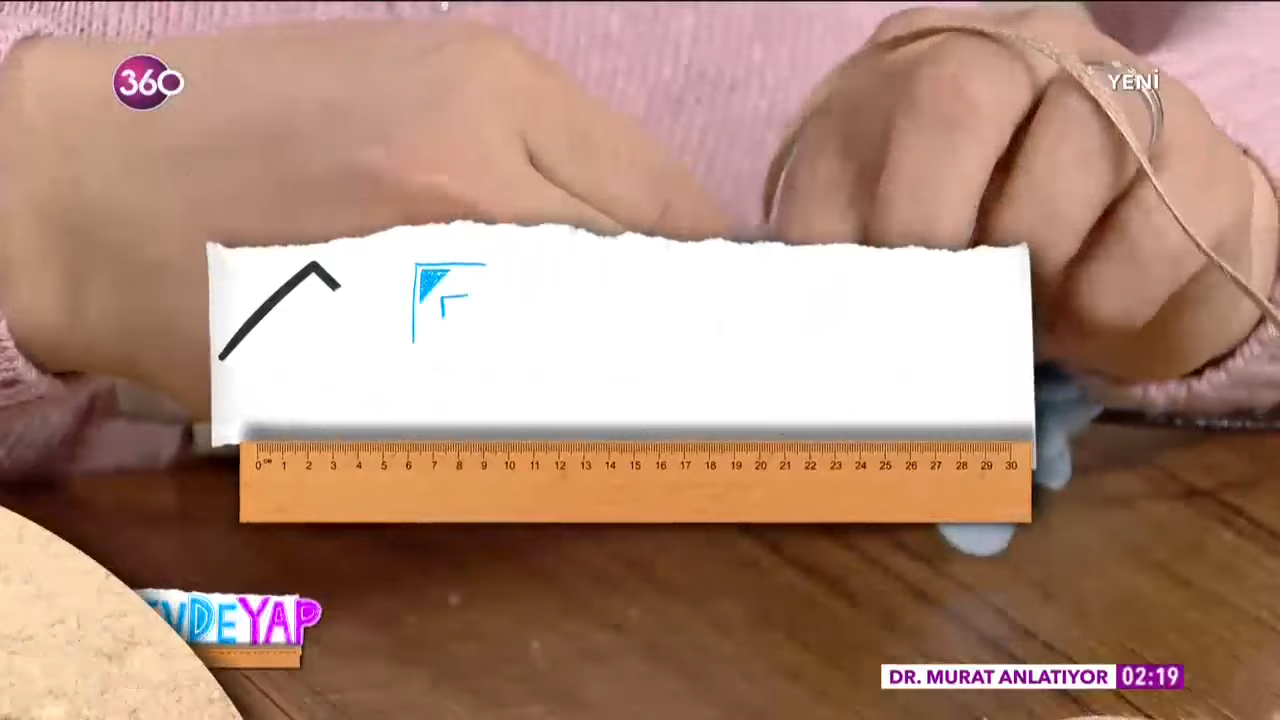 360
YENİ
0 CM 1 2 3 4 5 6 7 8 9 10 11 12 13 14 15 16 17 18 19 20 21 22 23 24 25 26 27 28 29 30
EVDEYAP
DR. MURAT ANLATIYOR 02:19